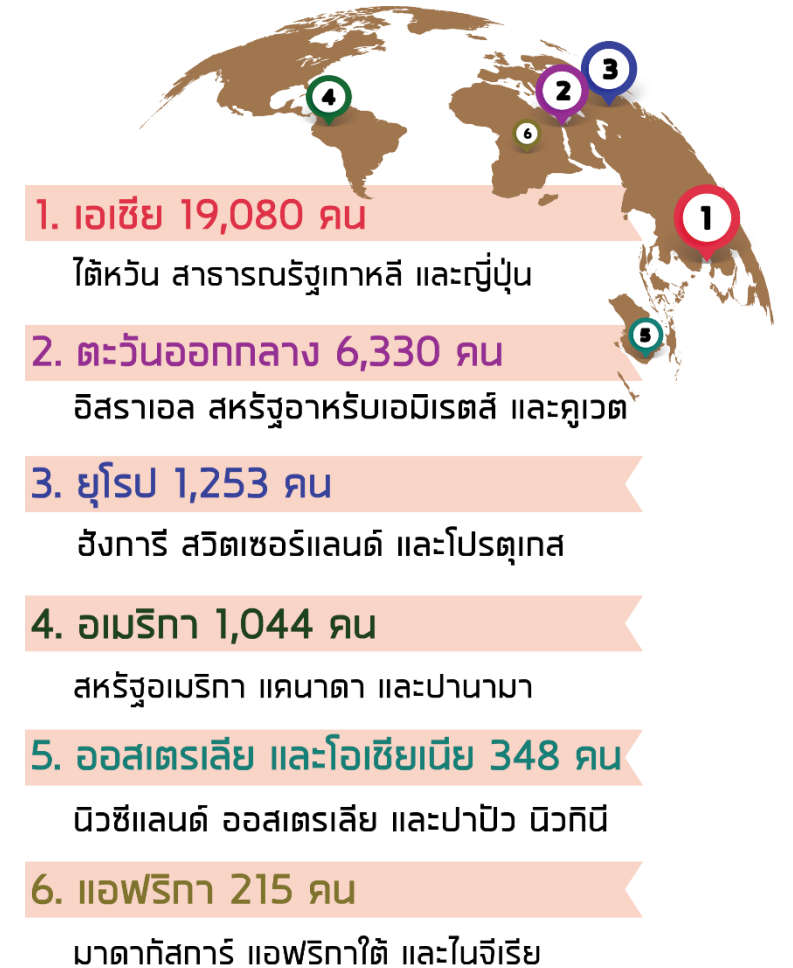 4
2
3
6
1
5
1. เอเชีย 19,080 คน
ไต้หวัน สาธารณรัฐเกาหลี และญี่ปุ่น
2. ตะวันออกกลาง 6,330 คน
อิสราเอล สหรัฐอาหรับเอมิเรตส์ และคูเวต
3. ยุโรป 1,253 คน
ฮังการี สวิตเซอร์แลนด์ และโปรตุเกส
4. อเมริกา 1,044 คน
สหรัฐอเมริกา แคนาดา และปานามา
5. ออสเตรเลีย และโอเชียเนีย 348 คน
นิวซีแลนด์ ออสเตรเลีย และปาปัว นิวกินี
6. แอฟริกา 215 คน
มาดากัสการ์ แอฟริกาใต้ และไนจีเรีย